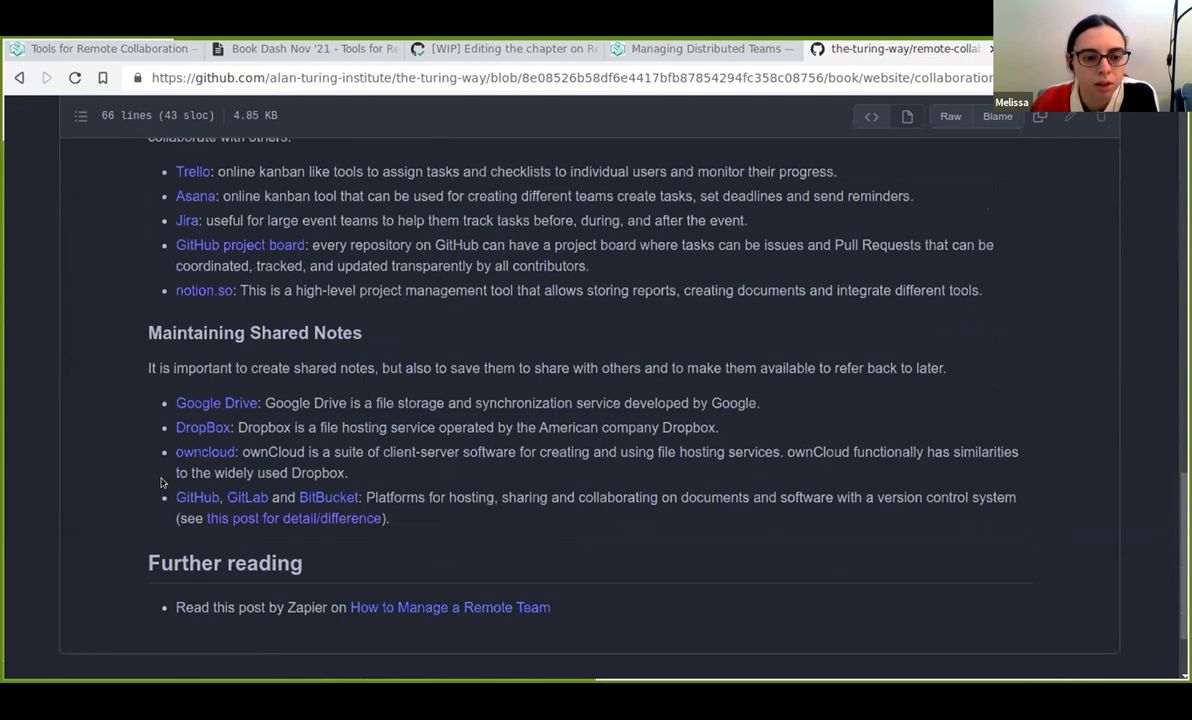 Tools for Remote Collaboration
Book Dash Nov '21 - Tools for Re
[WIP] Editing the chapter on R
Managing Distributed Teams —
the-turing-way/remote-colla
https://github.com/alan-turing-institute/the-turing-way/blob/8e08526b58df6e4417bfb87854294fc358c08756/book/website/collaboration
Melissa
66 lines (43 sloc)
4.85 KB
Raw
Blame
collaborate with others.
Trello: online kanban like tools to assign tasks and checklists to individual users and monitor their progress.
Asana: online kanban tool that can be used for creating different teams create tasks, set deadlines and send reminders.
Jira: useful for large event teams to help them track tasks before, during, and after the event.
GitHub project board: every repository on GitHub can have a project board where tasks can be issues and Pull Requests that can be
coordinated, tracked, and updated transparently by all contributors.
notion.so: This is a high-level project management tool that allows storing reports, creating documents and integrate different tools.
Maintaining Shared Notes
It is important to create shared notes, but also to save them to share with others and to make them available to refer back to later.
Google Drive: Google Drive is a file storage and synchronization service developed by Google.
DropBox: Dropbox is a file hosting service operated by the American company Dropbox.
owncloud: ownCloud is a suite of client-server software for creating and using file hosting services. ownCloud functionally has similarities
to the widely used Dropbox.
GitHub, GitLab and BitBucket: Platforms for hosting, sharing and collaborating on documents and software with a version control system
(see this post for detail/difference).
Further reading
Read this post by Zapier on How to Manage a Remote Team